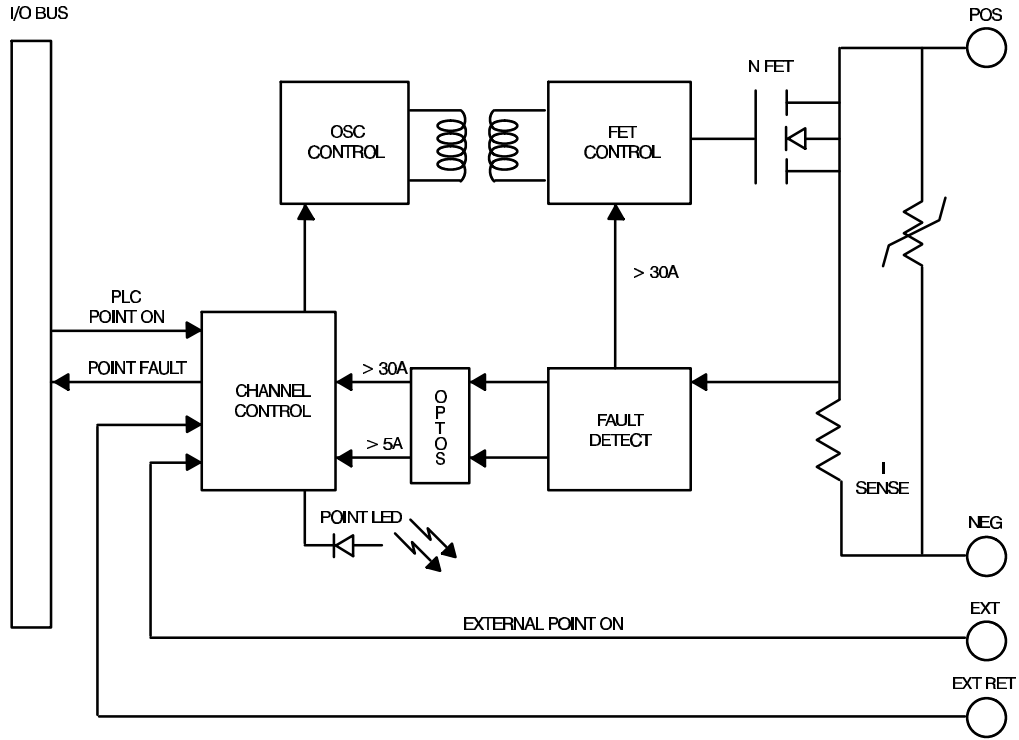 I/O BUS
POS
N FET
OSC
CONTROL
FET
CONTROL
> 30A
PLC
POINT ON
POINT FAULT
CHANNEL
CONTROL
> 30A
> 5A
OPTOS
FAULT
DETECT
I
SENSE
POINT LED
NEG
EXT
EXTERNAL POINT ON
EXT RET